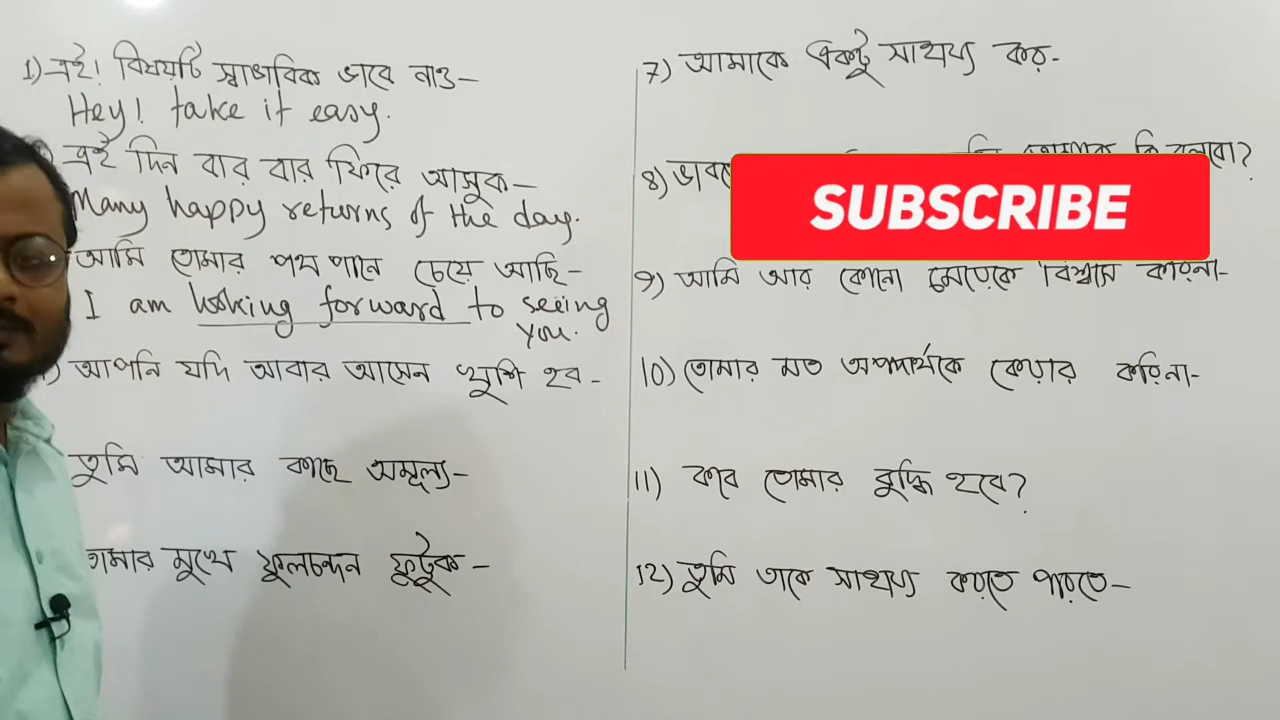 1) এই! বিষয়টি স্বাভাবিক ভাবে নাও-
Hey! take it easy.
এই দিন বার বার ফিরে আসুক-
Many happy returns of the day.
আমি তোমার পথ পানে চেয়ে আছি-
I am looking forward to seeing
you.
) আপনি যদি আবার আসেন খুশি হব-
তুমি আমার কাছে অমূল্য-
তোমার মুখে ফুলচন্দন ফুটুক-
7) আমাকে একটু সাহায্য কর-
8) তোমাকে কি বলবো?
SUBSCRIBE
9) আমি আর কোনো মেয়েকে বিশ্বাস করিনা-
10) তোমার মত অপদার্থকে কেয়ার করিনা-
11) কবে তোমার বুদ্ধি হবে?
12) তুমি তাকে সাহায্য করতে পারতে-